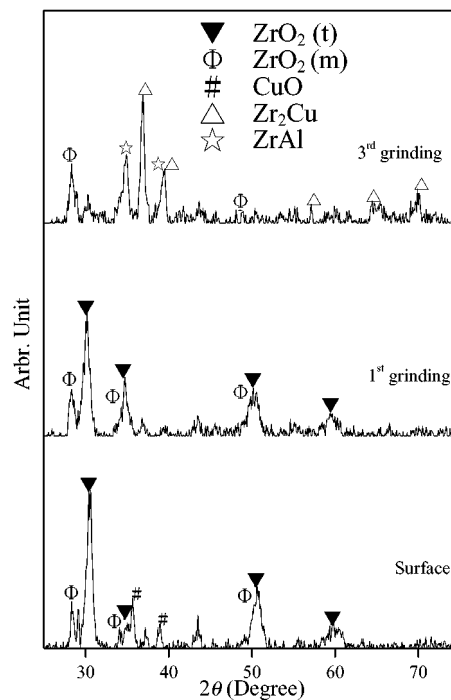 ▼ ZrO₂ (t)
Φ ZrO₂ (m)
# CuO
△ Zr₂Cu
☆ ZrAl
3rd grinding
Φ ☆ △ ☆ △ Φ △ △ △
Arbr. Unit
1st grinding
Φ ▼ Φ ▼ Φ ▼ ▼
Surface
Φ ▼ Φ ▼ # # Φ ▼ ▼
30 40 50 60 70
2θ (Degree)